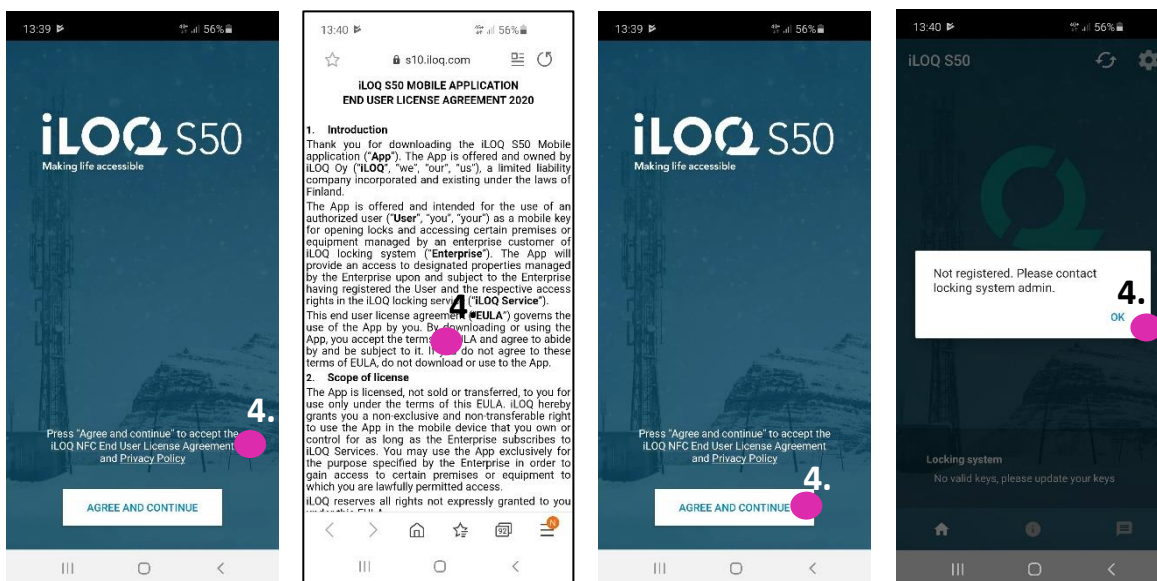 13:39
56%
iLOQ S50
Making life accessible
4.
Press "Agree and continue" to accept the
iLOQ NFC End User License Agreement
and Privacy Policy
AGREE AND CONTINUE
13:40
56%
s10.iloq.com
iLOQ S50 MOBILE APPLICATION
END USER LICENSE AGREEMENT 2020
1. Introduction
Thank you for downloading the iLOQ S50 Mobile
application ("App"). The App is offered and owned by
iLOQ Oy ("iLOQ", "we", "our", "us"), a limited liability
company incorporated and existing under the laws of
Finland.
The App is offered and intended for the use of an
authorized user ("User", "you", "your") as a mobile key
for opening locks and accessing certain premises or
equipment managed by an enterprise customer of
iLOQ locking system ("Enterprise"). The App will
provide an access to designated properties managed
by the Enterprise upon and subject to the Enterprise
having registered the User and the respective access
rights in the iLOQ locking service ("iLOQ Service").
4.
This end user license agreement ("EULA") governs the
use of the App by you. By downloading or using the
App, you accept the terms EULA and agree to abide
by and be subject to it. If you do not agree to these
terms of EULA, do not download or use to the App.
2. Scope of license
The App is licensed, not sold or transferred, to you for
use only under the terms of this EULA. iLOQ hereby
grants you a non-exclusive and non-transferable right
to use the App in the mobile device that you own or
control for as long as the Enterprise subscribes to
iLOQ Services. You may use the App exclusively for
the purpose specified by the Enterprise in order to
gain access to certain premises or equipment to
which you are lawfully permitted access.
iLOQ reserves all rights not expressly granted to you
under this EULA
92
N
13:39
56%
iLOQ S50
Making life accessible
Press "Agree and continue" to accept the
iLOQ NFC End User License Agreement
and Privacy Policy
4.
AGREE AND CONTINUE
13:40
56%
iLOQ S50
Not registered. Please contact
locking system admin.
4.
OK
Locking system
No valid keys, please update your keys